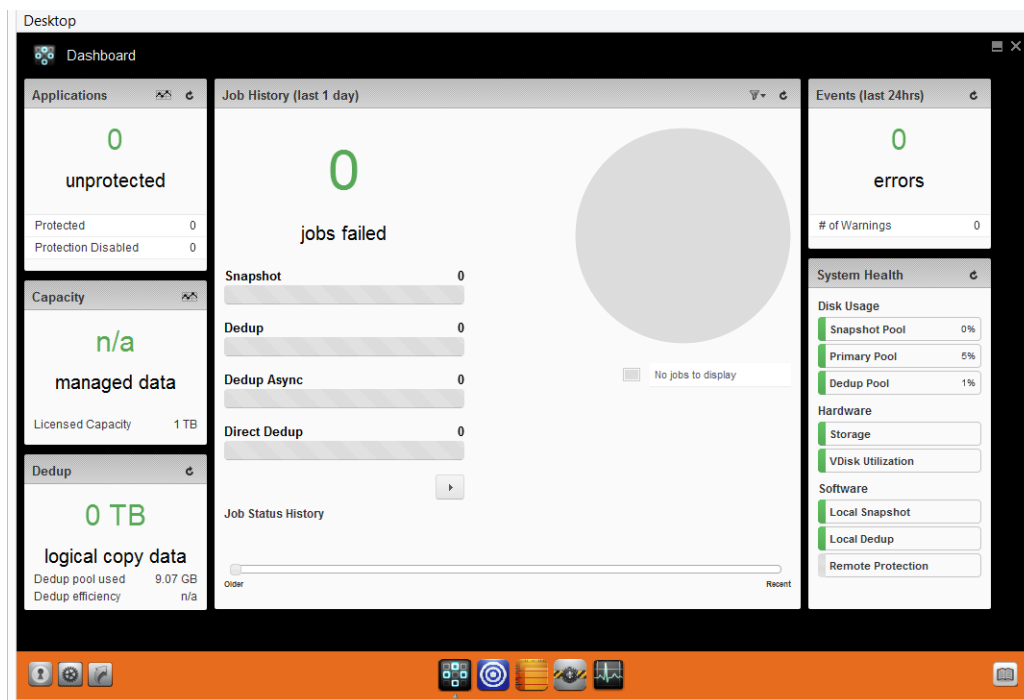 Desktop
Dashboard
Applications
0
unprotected
Protected 0
Protection Disabled 0
Capacity
n/a
managed data
Licensed Capacity 1 TB
Dedup
0 TB
logical copy data
Dedup pool used 9.07 GB
Dedup efficiency n/a
Job History (last 1 day)
0
jobs failed
Snapshot 0
Dedup 0
Dedup Async 0
Direct Dedup 0
No jobs to display
Job Status History
Older Recent
Events (last 24hrs)
0
errors
# of Warnings 0
System Health
Disk Usage
Snapshot Pool 0%
Primary Pool 5%
Dedup Pool 1%
Hardware
Storage
VDisk Utilization
Software
Local Snapshot
Local Dedup
Remote Protection